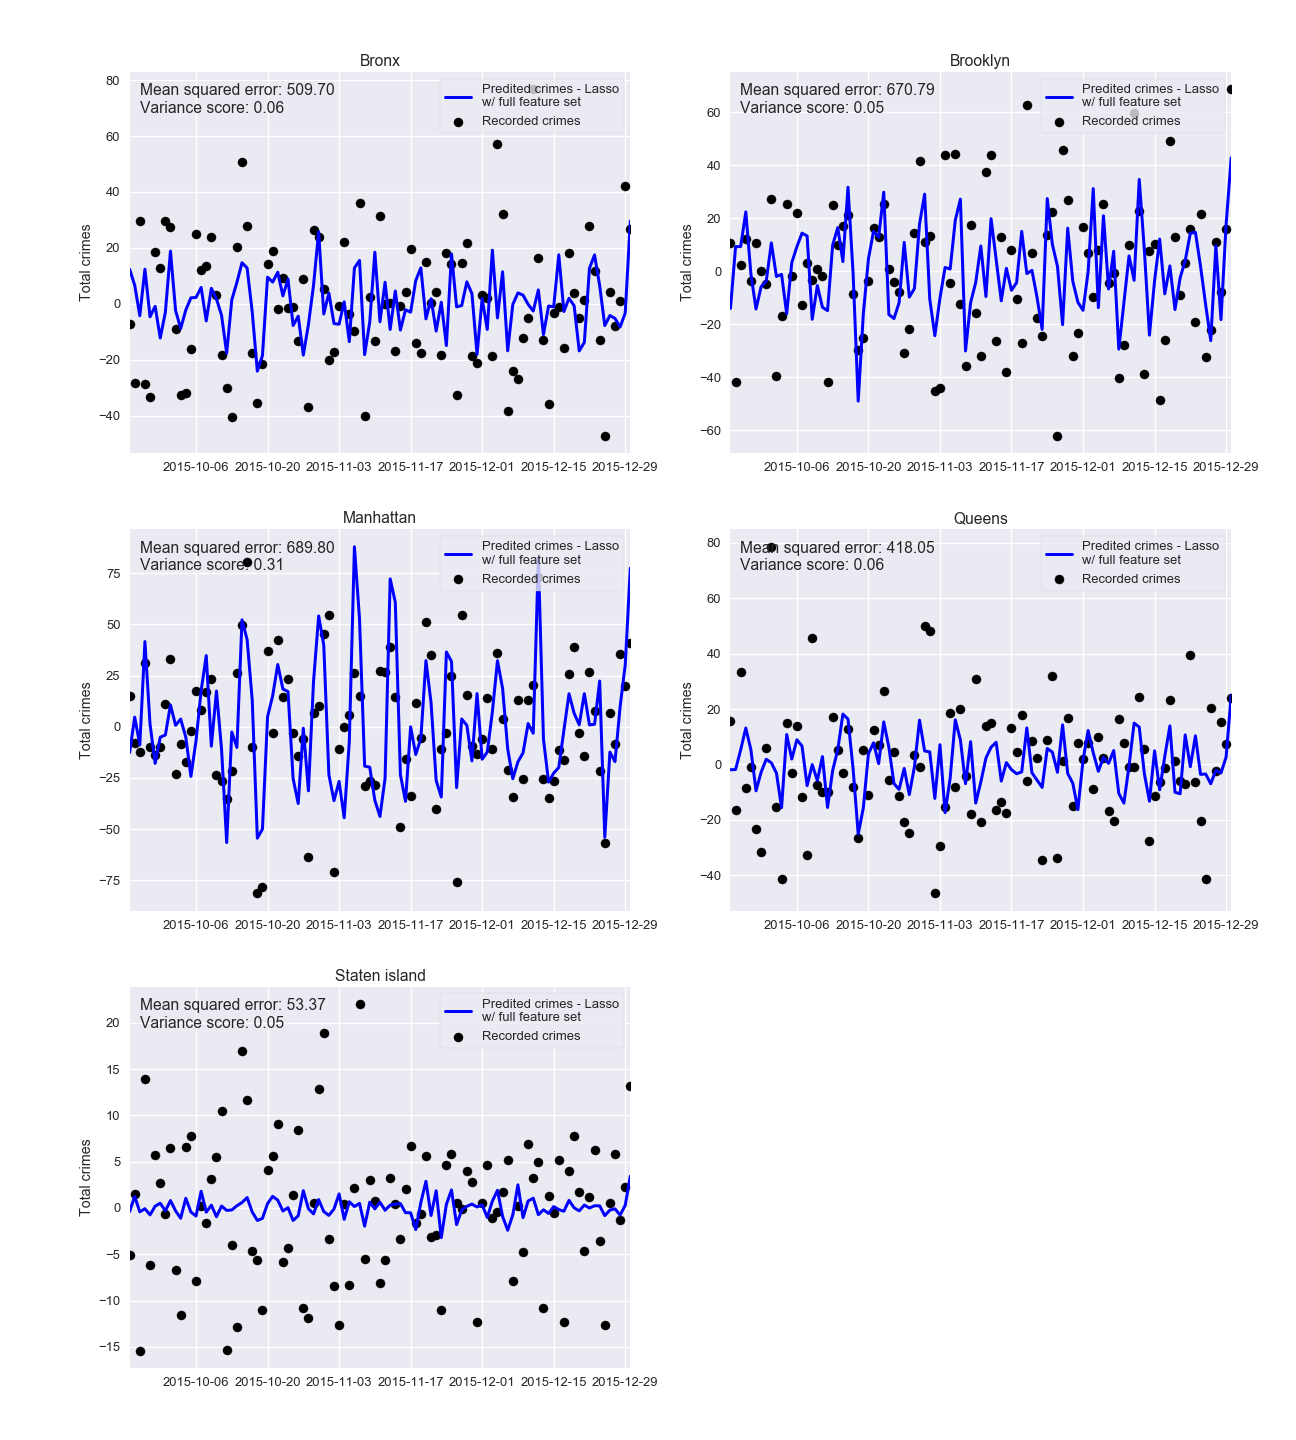 Bronx
Mean squared error: 509.70
Variance score: 0.06
Predited crimes - Lasso
w/ full feature set
Recorded crimes
Total crimes
80
60
40
20
0
−20
−40
2015-10-06
2015-10-20
2015-11-03
2015-11-17
2015-12-01
2015-12-15
2015-12-29
Brooklyn
Mean squared error: 670.79
Variance score: 0.05
Predited crimes - Lasso
w/ full feature set
Recorded crimes
Total crimes
60
40
20
0
−20
−40
−60
2015-10-06
2015-10-20
2015-11-03
2015-11-17
2015-12-01
2015-12-15
2015-12-29
Manhattan
Mean squared error: 689.80
Variance score: 0.31
Predited crimes - Lasso
w/ full feature set
Recorded crimes
Total crimes
75
50
25
0
−25
−50
−75
2015-10-06
2015-10-20
2015-11-03
2015-11-17
2015-12-01
2015-12-15
2015-12-29
Queens
Mean squared error: 418.05
Variance score: 0.06
Predited crimes - Lasso
w/ full feature set
Recorded crimes
Total crimes
80
60
40
20
0
−20
−40
2015-10-06
2015-10-20
2015-11-03
2015-11-17
2015-12-01
2015-12-15
2015-12-29
Staten island
Mean squared error: 53.37
Variance score: 0.05
Predited crimes - Lasso
w/ full feature set
Recorded crimes
Total crimes
20
15
10
5
0
−5
−10
−15
2015-10-06
2015-10-20
2015-11-03
2015-11-17
2015-12-01
2015-12-15
2015-12-29